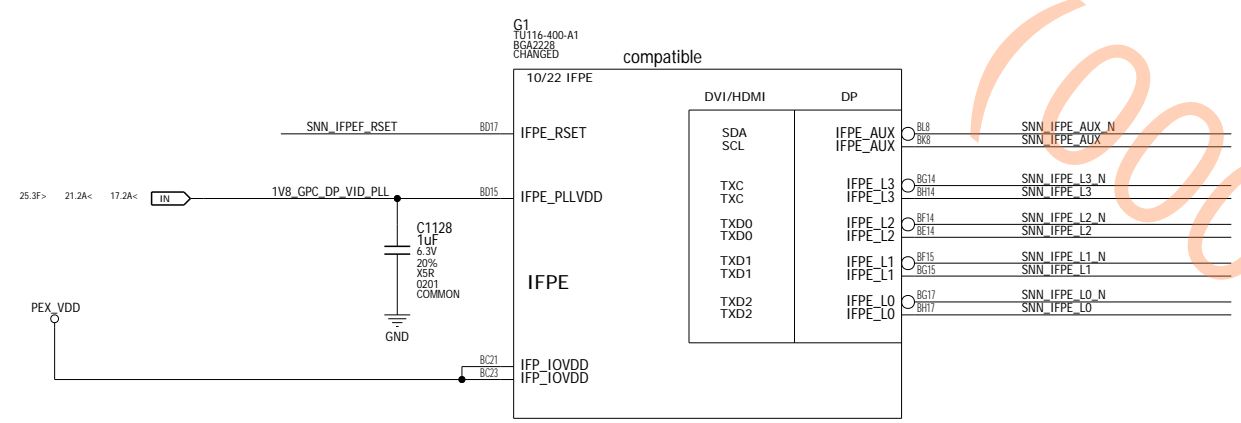 G1
TU116-400-A1
BGA2228
CHANGED
compatible
10/22 IFPE
DVI/HDMI DP
SNN_IFPEF_RSET BD17 IFPE_RSET
SDA IFPE_AUX BL8 SNN_IFPE_AUX_N
SCL IFPE_AUX BK8 SNN_IFPE_AUX
25.3F> 21.2A< 17.2A< IN 1V8_GPC_DP_VID_PLL BD15 IFPE_PLLVDD
TXC IFPE_L3 BG14 SNN_IFPE_L3_N
TXC IFPE_L3 BH14 SNN_IFPE_L3
TXD0 IFPE_L2 BF14 SNN_IFPE_L2_N
TXD0 IFPE_L2 BE14 SNN_IFPE_L2
C1128
1uF
6.3V
20%
X5R
0201
COMMON
GND
TXD1 IFPE_L1 BF15 SNN_IFPE_L1_N
TXD1 IFPE_L1 BG15 SNN_IFPE_L1
IFPE
TXD2 IFPE_L0 BG17 SNN_IFPE_L0_N
TXD2 IFPE_L0 BH17 SNN_IFPE_L0
PEX_VDD
BC21 IFP_IOVDD
BC23 IFP_IOVDD